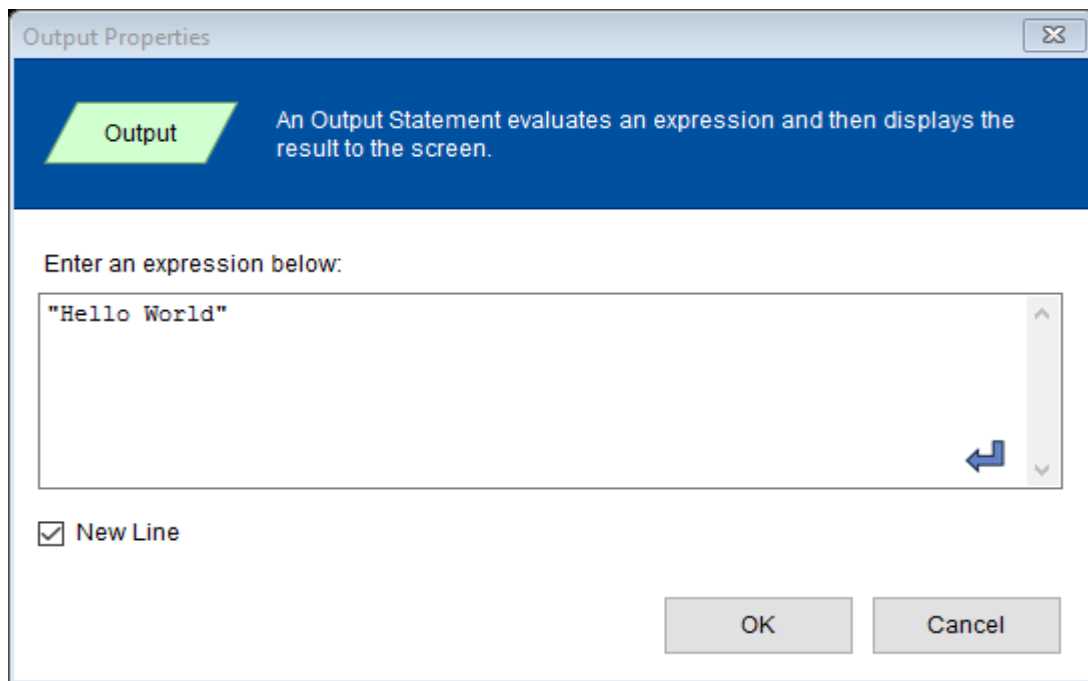 Output Properties
Output
An Output Statement evaluates an expression and then displays the
result to the screen.
Enter an expression below:
"Hello World"
New Line
OK
Cancel